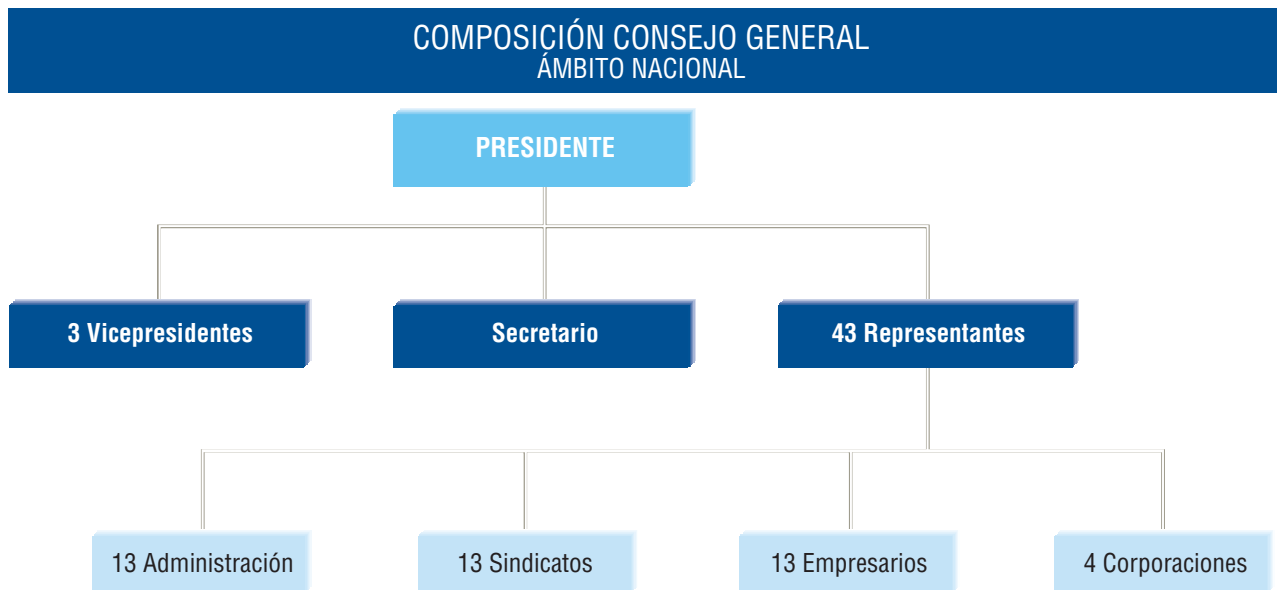 COMPOSICIÓN CONSEJO GENERAL
ÁMBITO NACIONAL
PRESIDENTE
3 Vicepresidentes
Secretario
43 Representantes
13 Administración
13 Sindicatos
13 Empresarios
4 Corporaciones